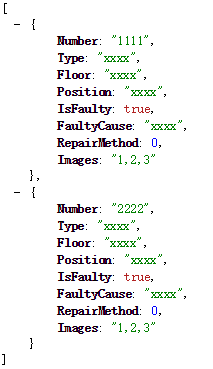 [
- {
Number: "1111",
Type: "xxxx",
Floor: "xxxx",
Position: "xxxx",
IsFaulty: true,
FaultyCause: "xxxx",
RepairMethod: 0,
Images: "1,2,3"
},
- {
Number: "2222",
Type: "xxxx",
Floor: "xxxx",
Position: "xxxx",
IsFaulty: true,
FaultyCause: "xxxx",
RepairMethod: 0,
Images: "1,2,3"
}
]